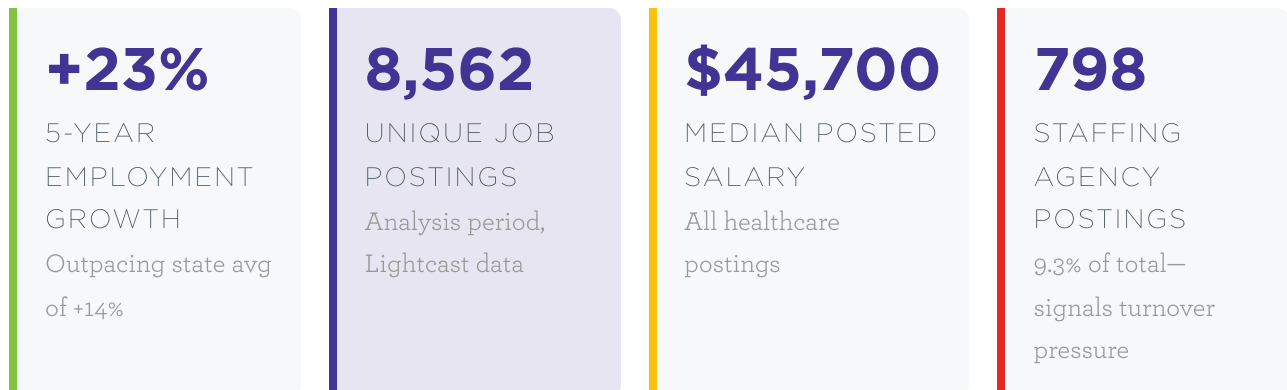 +23%
5-YEAR
EMPLOYMENT
GROWTH
Outpacing state avg
of +14%
8,562
UNIQUE JOB
POSTINGS
Analysis period,
Lightcast data
$45,700
MEDIAN POSTED
SALARY
All healthcare
postings
798
STAFFING
AGENCY
POSTINGS
9.3% of total—
signals turnover
pressure